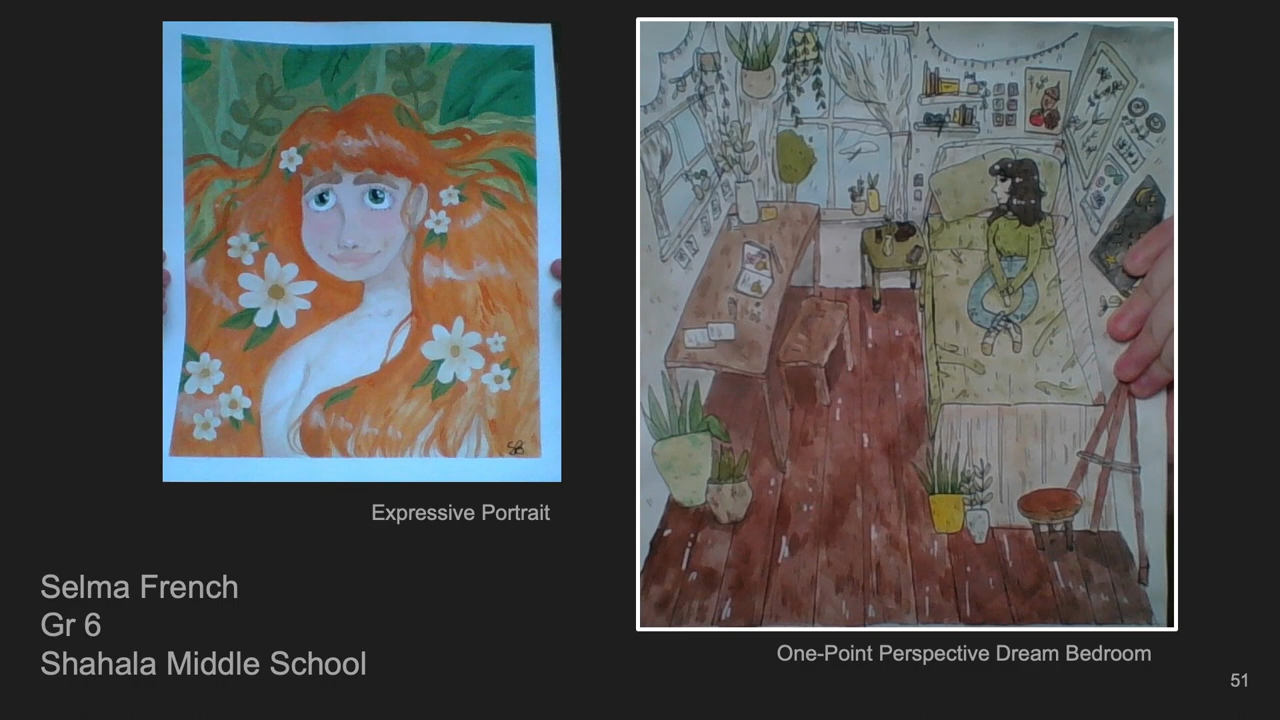 Expressive Portrait
Selma French
Gr 6
Shahala Middle School
One-Point Perspective Dream Bedroom
51